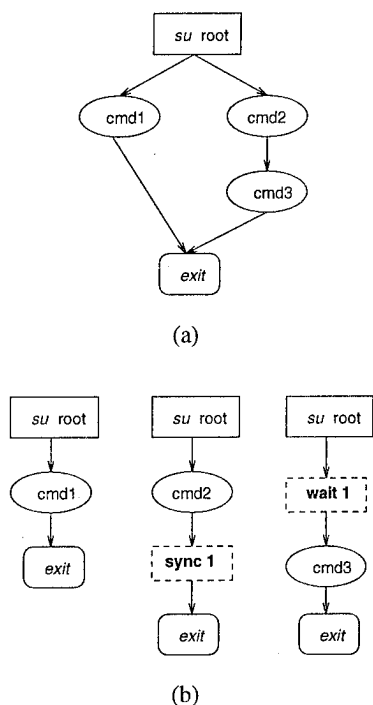 su root
cmd1 cmd2
cmd3
exit
(a)
su root su root su root
cmd1 cmd2 wait 1
exit sync 1 cmd3
exit exit
(b)